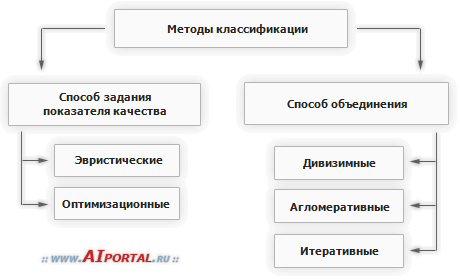 Методы классификации
Способ задания
показателя качества
Способ объединения
Эвристические
Оптимизационные
Дивизимные
Агломеративные
Итеративные
:: www.AIPORTAL.RU ::